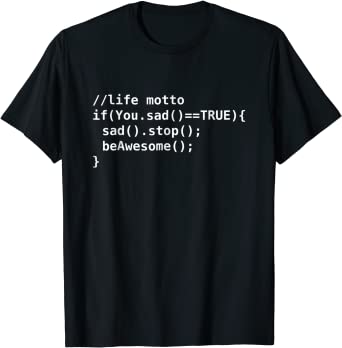 //life motto
if(You.sad()==TRUE){
sad().stop();
beAwesome();
}